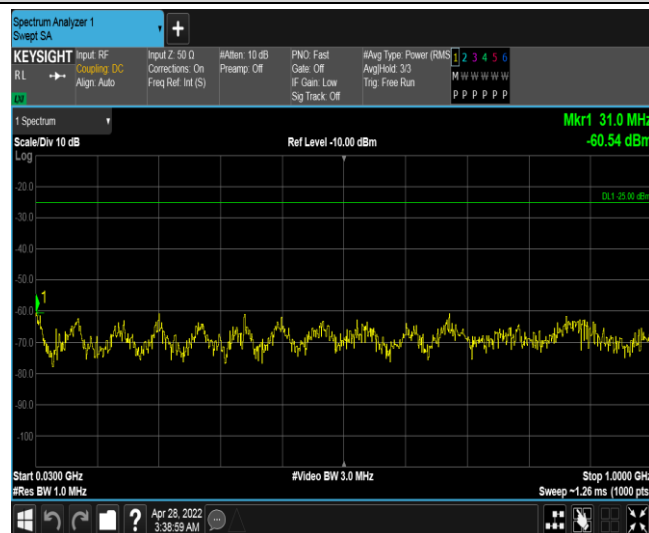 Spectrum Analyzer 1
Swept SA
+
KEYSIGHT Input: RF Input Z: 50 Ω #Atten: 10 dB PNO: Fast #Avg Type: Power (RMS 1 2 3 4 5 6
RL Coupling: DC Corrections: On Preamp: Off Gate: Off Avg|Hold: 3/3 M W W W W W
Align: Auto Freq Ref: Int (S) IF Gain: Low Trig: Free Run
Sig Track: Off P P P P P P
1 Spectrum Mkr1 31.0 MHz
Scale/Div 10 dB Ref Level -10.00 dBm -60.54 dBm
Log
-20.0
DL1 -25.00 dBm
-30.0
-40.0
-50.0
1
-60.0
-70.0
-80.0
-90.0
-100
Start 0.0300 GHz #Video BW 3.0 MHz Stop 1.0000 GHz
#Res BW 1.0 MHz Sweep ~1.26 ms (1000 pts
? Apr 28, 2022
3:38:59 AM